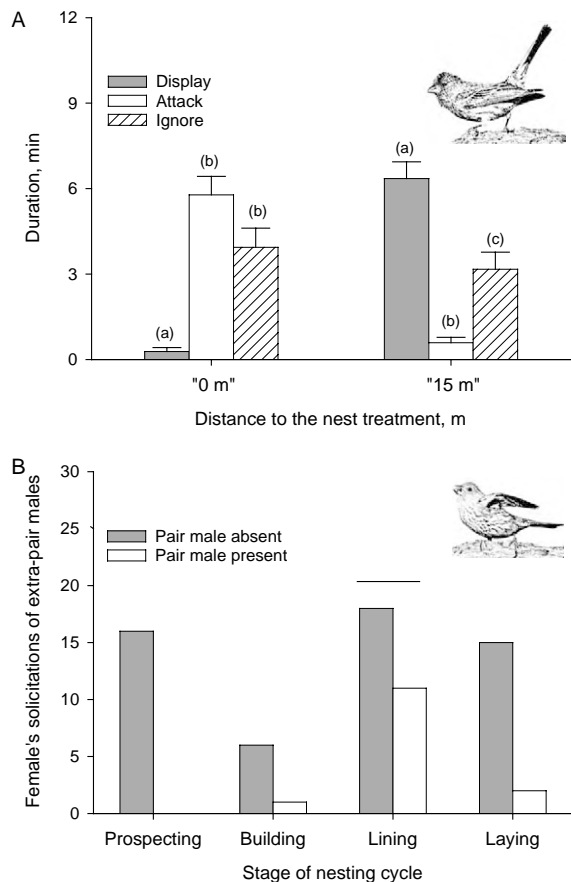 A
12
9
6
3
0
Duration, min
Display
Attack
Ignore
(a)
(b)
(b)
(a)
(b)
(c)
"0 m"
"15 m"
Distance to the nest treatment, m
B
30
25
20
15
10
5
0
Female's solicitations of extra-pair males
Pair male absent
Pair male present
Prospecting
Building
Lining
Laying
Stage of nesting cycle